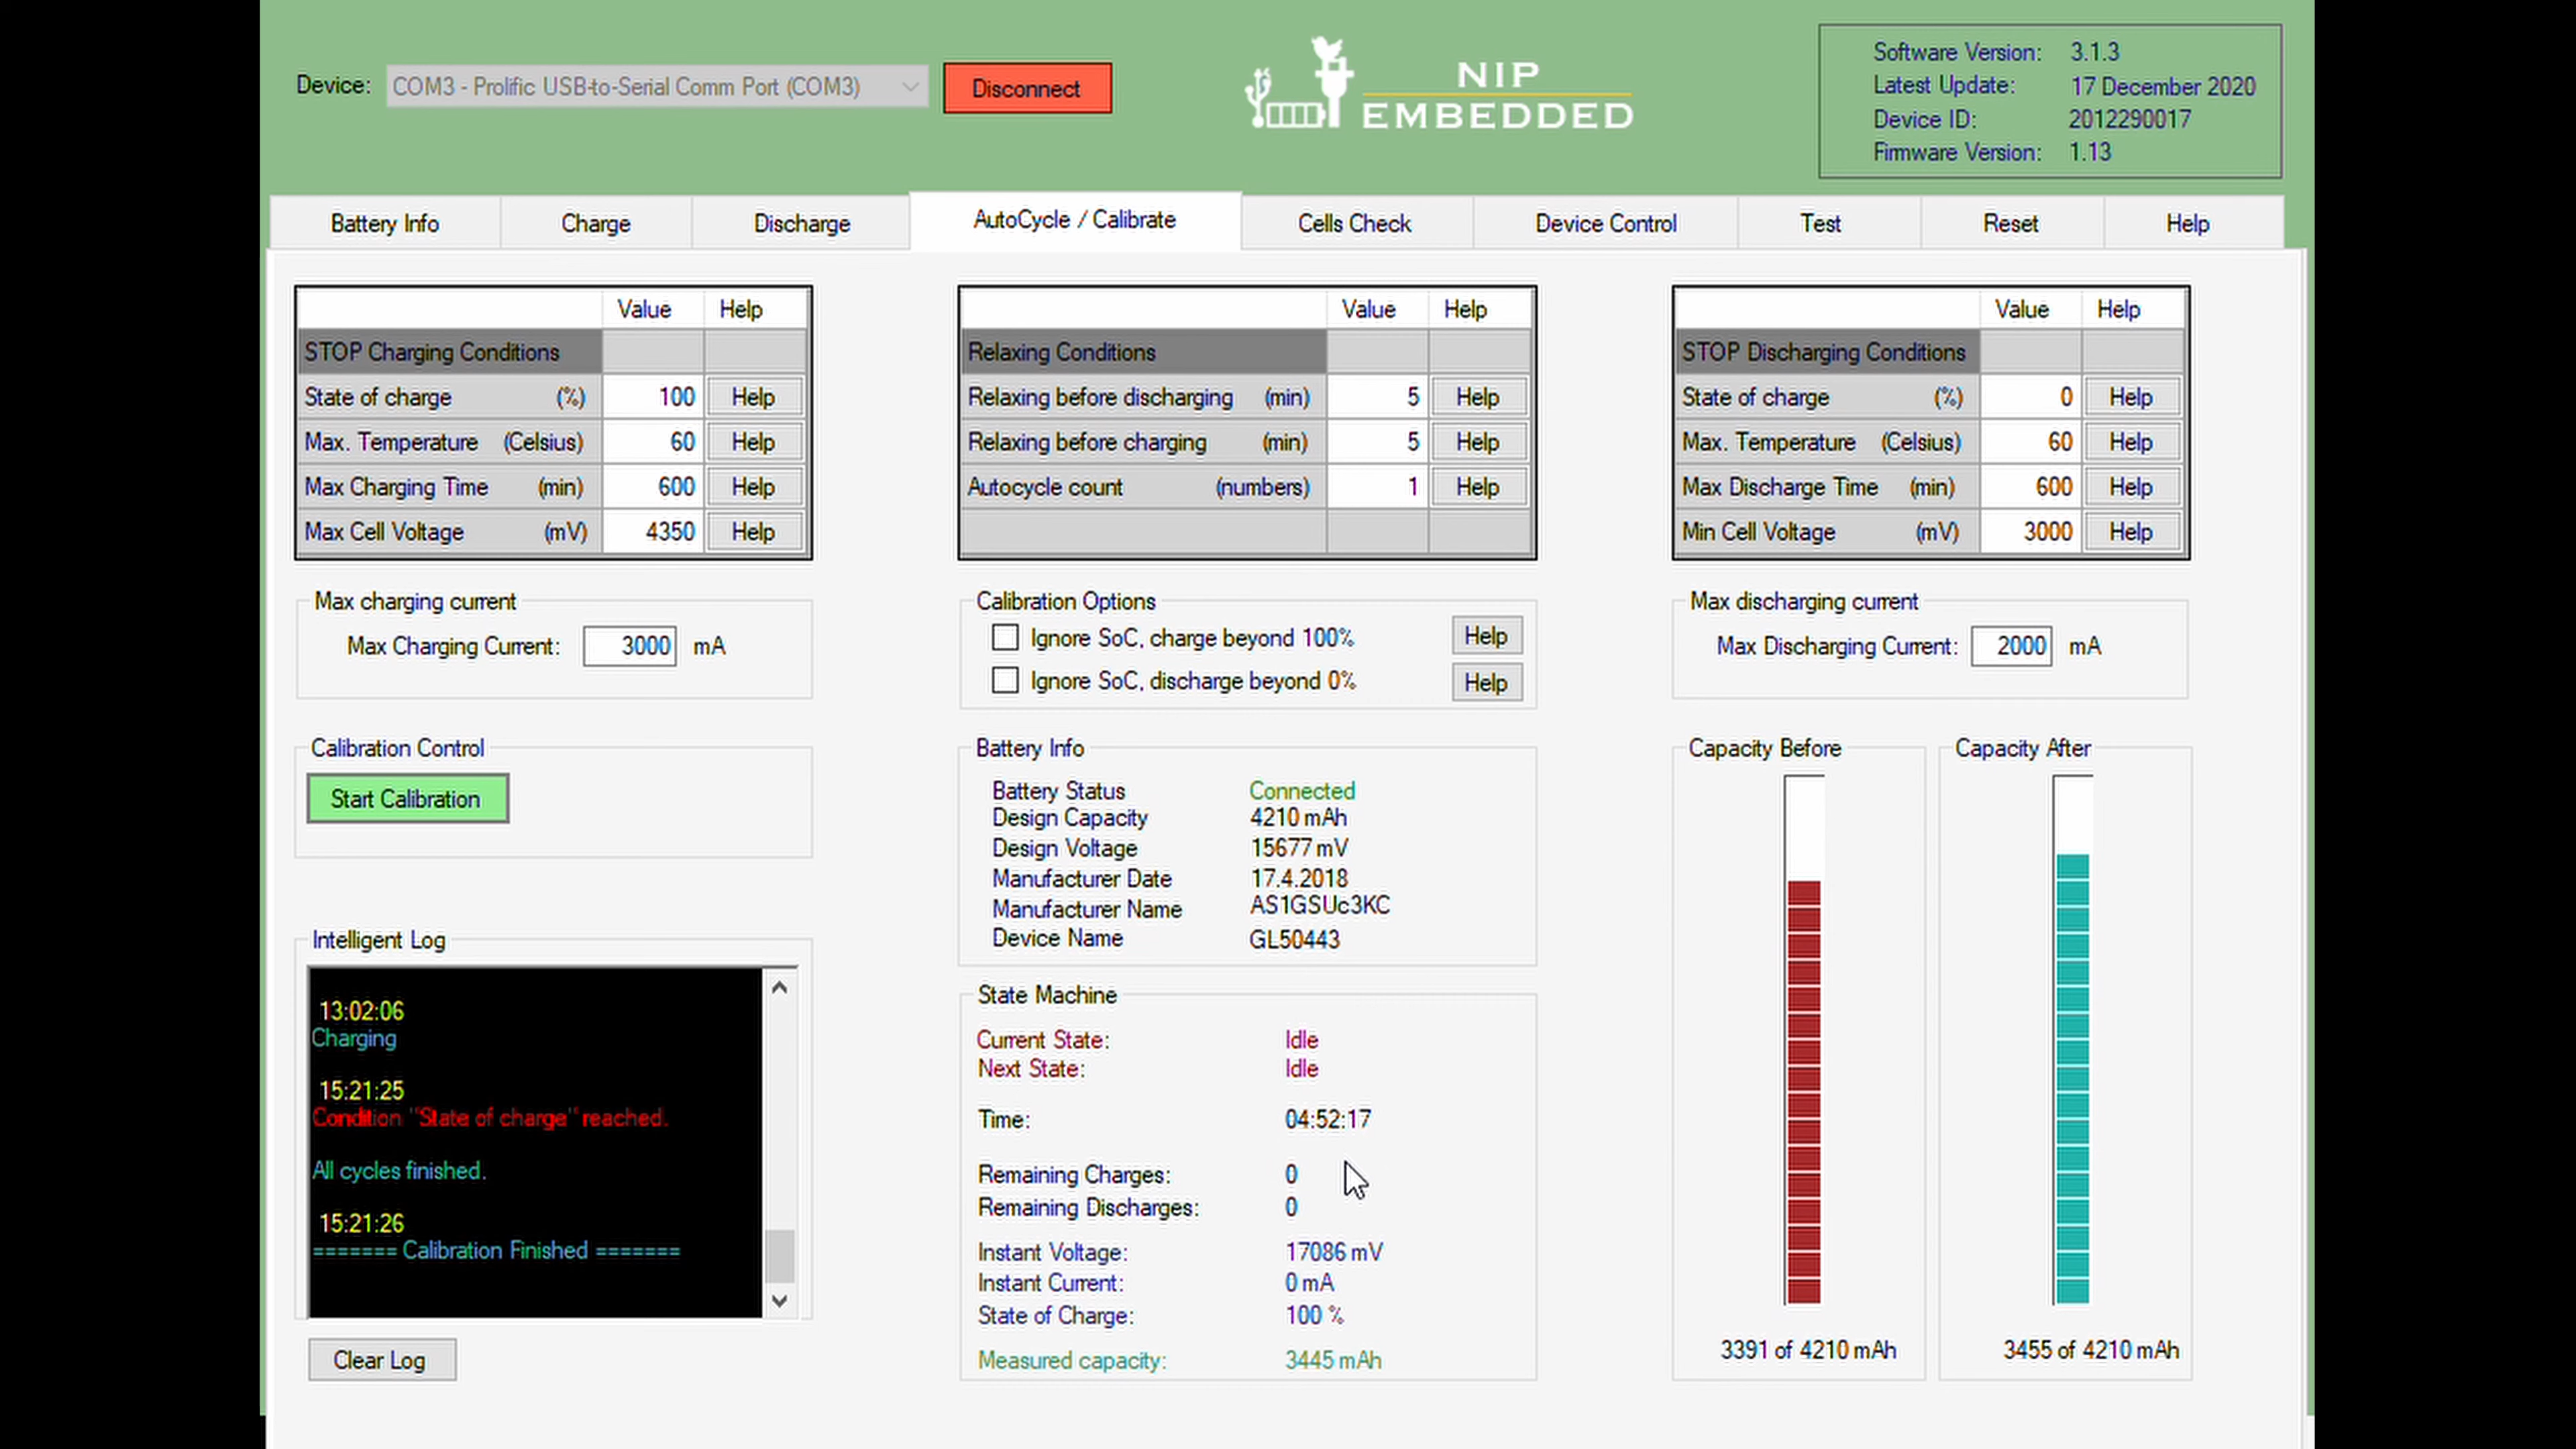 Device: COM3 - Prolific USB-to-Serial Comm Port (COM3) Disconnect
NIP
EMBEDDED
Software Version: 3.1.3
Latest Update: 17 December 2020
Device ID: 2012290017
Firmware Version: 1.13
Battery Info Charge Discharge AutoCycle / Calibrate Cells Check Device Control Test Reset Help
Value Help
STOP Charging Conditions
State of charge (%) 100 Help
Max. Temperature (Celsius) 60 Help
Max Charging Time (min) 600 Help
Max Cell Voltage (mV) 4350 Help
Value Help
Relaxing Conditions
Relaxing before discharging (min) 5 Help
Relaxing before charging (min) 5 Help
Autocycle count (numbers) 1 Help
Value Help
STOP Discharging Conditions
State of charge (%) 0 Help
Max. Temperature (Celsius) 60 Help
Max Discharge Time (min) 600 Help
Min Cell Voltage (mV) 3000 Help
Max charging current
Max Charging Current: 3000 mA
Calibration Options
Ignore SoC, charge beyond 100% Help
Ignore SoC, discharge beyond 0% Help
Max discharging current
Max Discharging Current: 2000 mA
Calibration Control
Start Calibration
Intelligent Log
13:02:06
Charging
15:21:25
Condition "State of charge" reached.
All cycles finished.
15:21:26
======= Calibration Finished =======
Clear Log
Battery Info
Battery Status Connected
Design Capacity 4210 mAh
Design Voltage 15677 mV
Manufacturer Date 17.4.2018
Manufacturer Name AS1GSUc3KC
Device Name GL50443
State Machine
Current State: Idle
Next State: Idle
Time: 04:52:17
Remaining Charges: 0
Remaining Discharges: 0
Instant Voltage: 17086 mV
Instant Current: 0 mA
State of Charge: 100 %
Measured capacity: 3445 mAh
Capacity Before
3391 of 4210 mAh
Capacity After
3455 of 4210 mAh